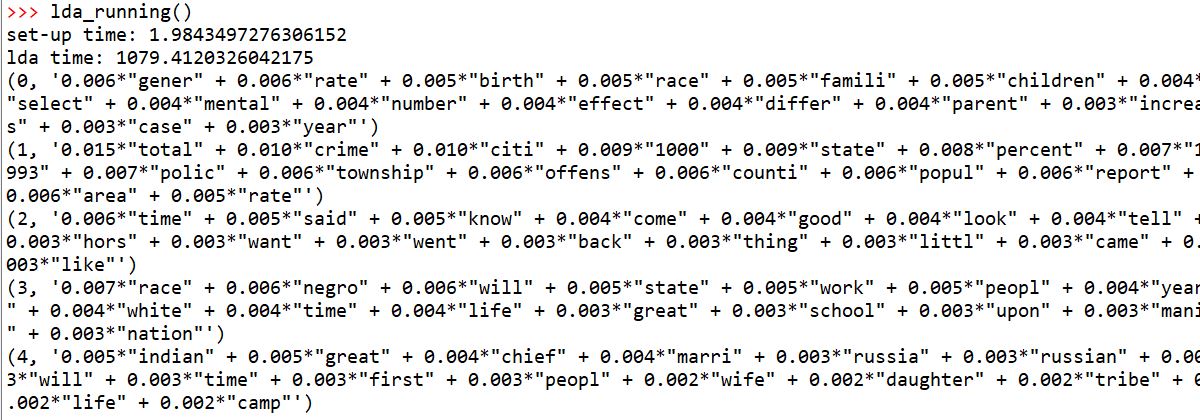 >>> lda_running()
set-up time: 1.9843497276306152
lda time: 1079.4120326042175
(0, '0.006*"gener" + 0.006*"rate" + 0.005*"birth" + 0.005*"race" + 0.005*"famili" + 0.005*"children" + 0.004*
"select" + 0.004*"mental" + 0.004*"number" + 0.004*"effect" + 0.004*"differ" + 0.004*"parent" + 0.003*"increa
s" + 0.003*"case" + 0.003*"year"')
(1, '0.015*"total" + 0.010*"crime" + 0.010*"citi" + 0.009*"1000" + 0.009*"state" + 0.008*"percent" + 0.007*"1
993" + 0.007*"polic" + 0.006*"township" + 0.006*"offens" + 0.006*"counti" + 0.006*"popul" + 0.006*"report" +
0.006*"area" + 0.005*"rate"')
(2, '0.006*"time" + 0.005*"said" + 0.005*"know" + 0.004*"come" + 0.004*"good" + 0.004*"look" + 0.004*"tell" +
0.003*"hors" + 0.003*"want" + 0.003*"went" + 0.003*"back" + 0.003*"thing" + 0.003*"littl" + 0.003*"came" + 0.
003*"like"')
(3, '0.007*"race" + 0.006*"negro" + 0.006*"will" + 0.005*"state" + 0.005*"work" + 0.005*"peopl" + 0.004*"year
" + 0.004*"white" + 0.004*"time" + 0.004*"life" + 0.003*"great" + 0.003*"school" + 0.003*"upon" + 0.003*"mani
" + 0.003*"nation"')
(4, '0.005*"indian" + 0.005*"great" + 0.004*"chief" + 0.004*"marri" + 0.003*"russia" + 0.003*"russian" + 0.00
3*"will" + 0.003*"time" + 0.003*"first" + 0.003*"peopl" + 0.002*"wife" + 0.002*"daughter" + 0.002*"tribe" + 0
.002*"life" + 0.002*"camp"')